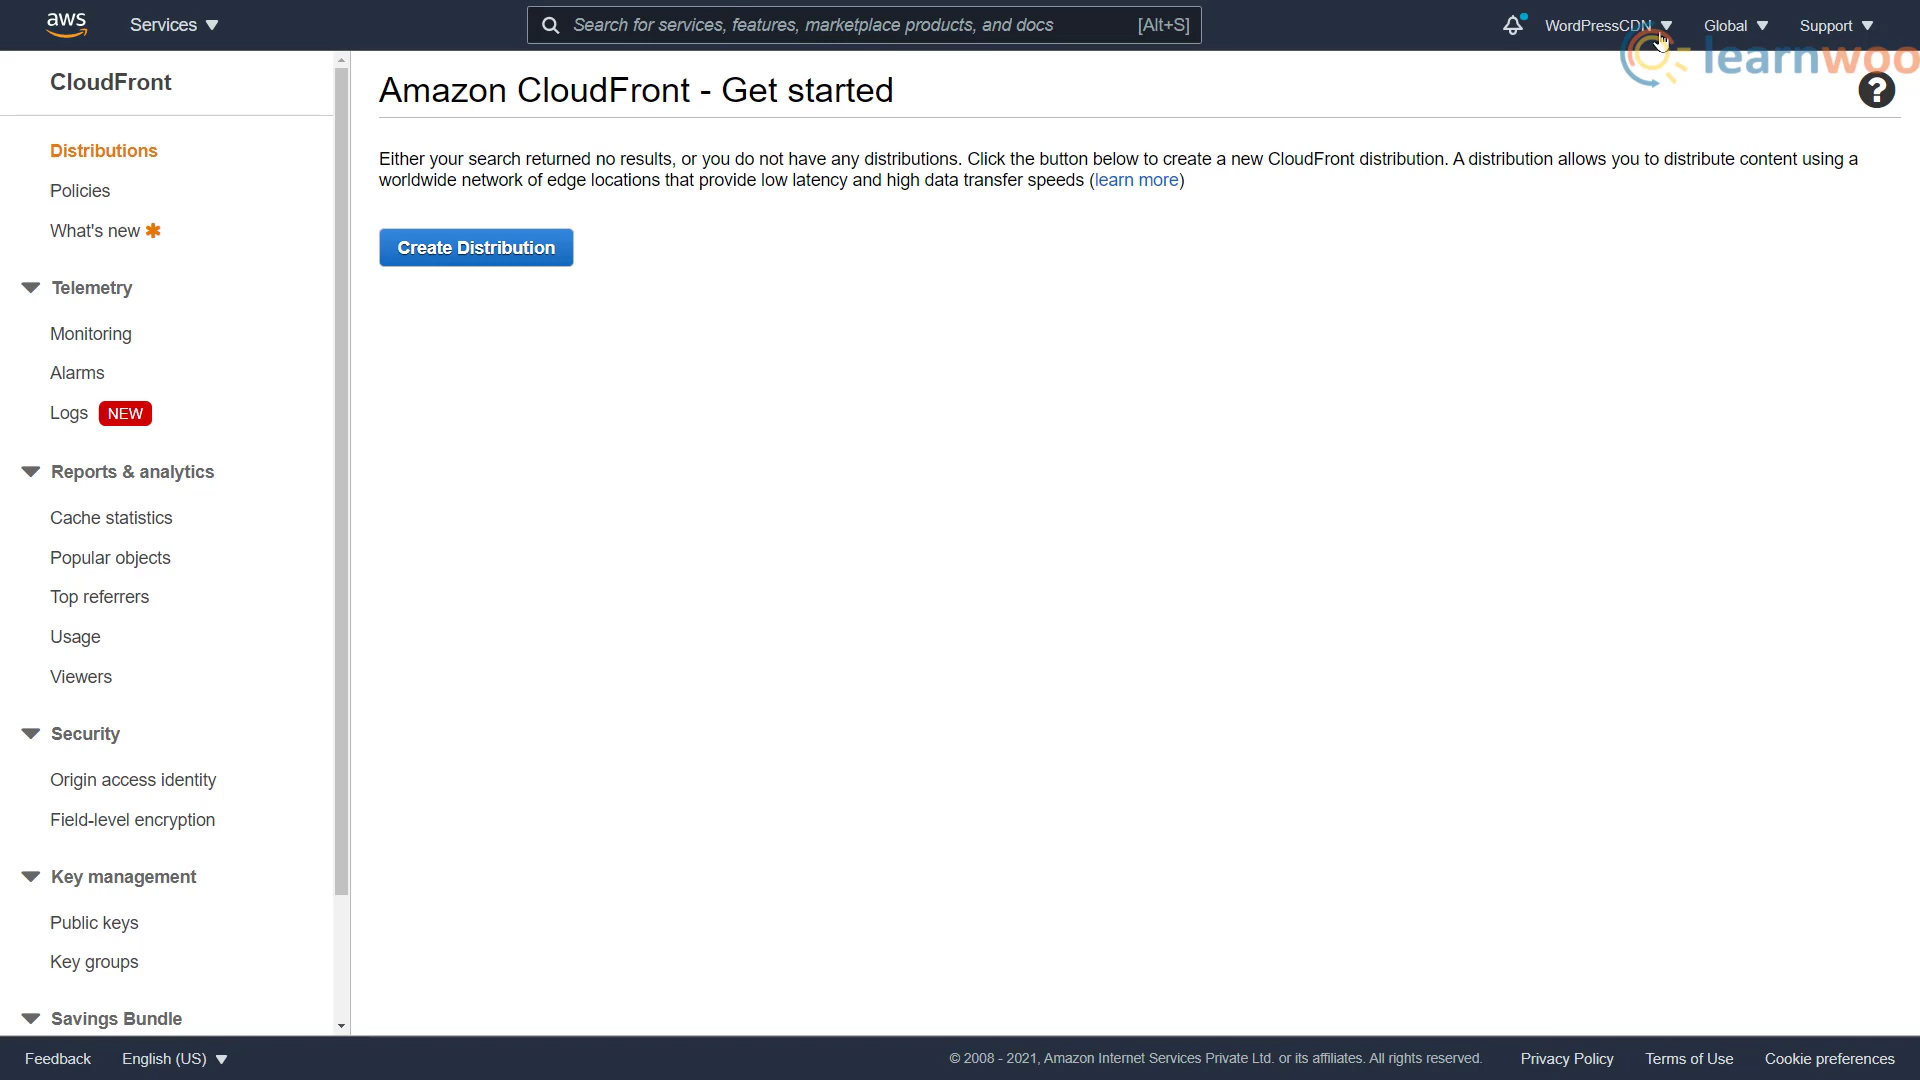 aws
Services
Search for services, features, marketplace products, and docs [Alt+S]
WordPressCDN
Global
Support
learnwoo
CloudFront
Distributions
Policies
What's new
Telemetry
Monitoring
Alarms
Logs NEW
Reports & analytics
Cache statistics
Popular objects
Top referrers
Usage
Viewers
Security
Origin access identity
Field-level encryption
Key management
Public keys
Key groups
Savings Bundle
Amazon CloudFront - Get started
?
Either your search returned no results, or you do not have any distributions. Click the button below to create a new CloudFront distribution. A distribution allows you to distribute content using a
worldwide network of edge locations that provide low latency and high data transfer speeds (learn more)
Create Distribution
Feedback
English (US)
© 2008 - 2021, Amazon Internet Services Private Ltd. or its affiliates. All rights reserved.
Privacy Policy
Terms of Use
Cookie preferences